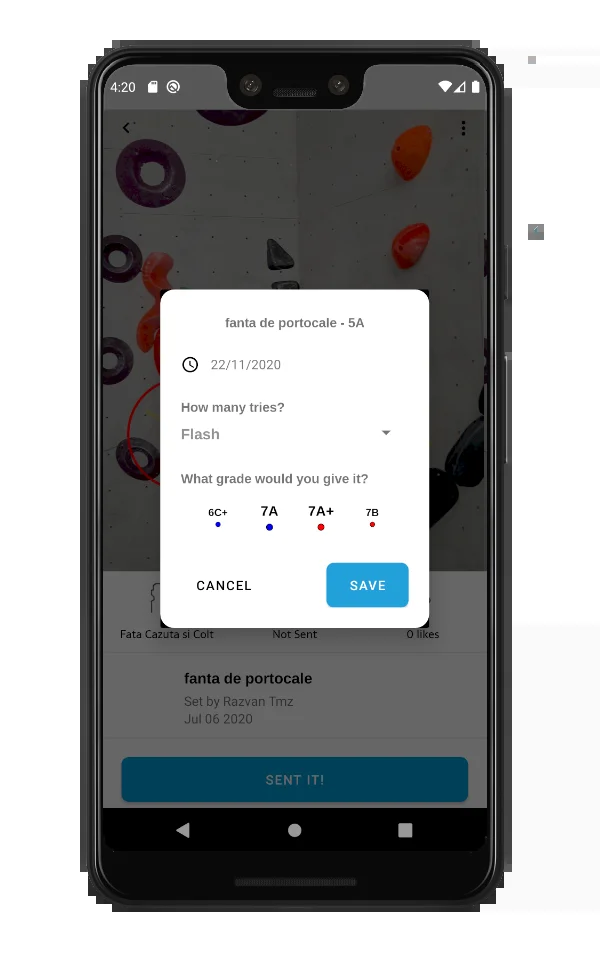 4:20
fanta de portocale - 5A
22/11/2020
How many tries?
Flash
What grade would you give it?
6C+ 7A 7A+ 7B
CANCEL SAVE
Fata Cazuta si Colt Not Sent 0 likes
fanta de portocale
Set by Razvan Tmz
Jul 06 2020
SENT IT!